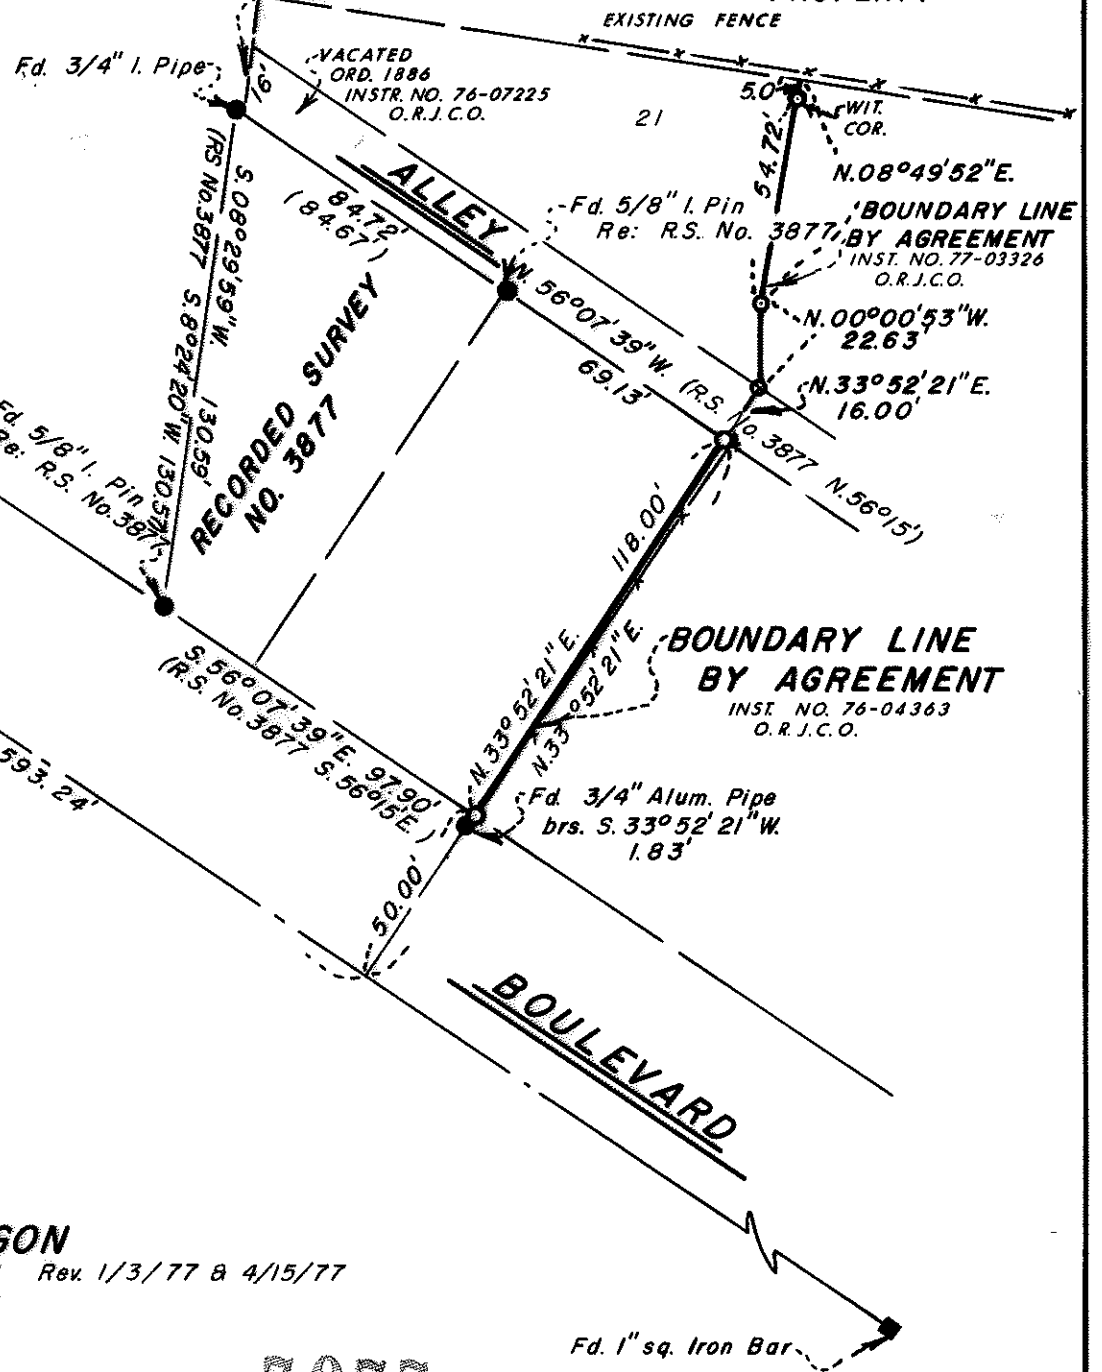 EXISTING FENCE
Fd. 3/4" I. Pipe
16'
VACATED
ORD. 1886
INSTR. NO. 76-07225
O.R.J.C.O.
21
5.0'
WIT.
COR.
54.72'
N.08°49'52"E.
ALLEY
84.72'
(84.67')
Fd. 5/8" I. Pin
Re: R.S. No. 3877
BOUNDARY LINE
BY AGREEMENT
INST. NO. 77-03326
O.R.J.C.O.
S.08°29'59"W. 130.59'
(RS No.3877 S.8°24'20"W. 130.57')
RECORDED SURVEY
NO. 3877
N. 56°07'39"W. (R.S. No. 3877 N.56°15')
69.13'
N.00°00'53"W.
22.63'
N.33°52'21"E.
16.00'
Fd. 5/8" I. Pin
Re: R.S. No. 3877
118.00'
N.33°52'21"E.
N.33°52'21"E.
BOUNDARY LINE
BY AGREEMENT
INST. NO. 76-04363
O.R.J.C.O.
S.56°07'39"E. 97.90'
(R.S. No.3877 S.56°15'E.)
593.24'
Fd. 3/4" Alum. Pipe
brs. S.33°52'21"W.
1.83'
50.00'
BOULEVARD
GON
Rev. 1/3/77 & 4/15/77
Fd. 1" sq. Iron Bar